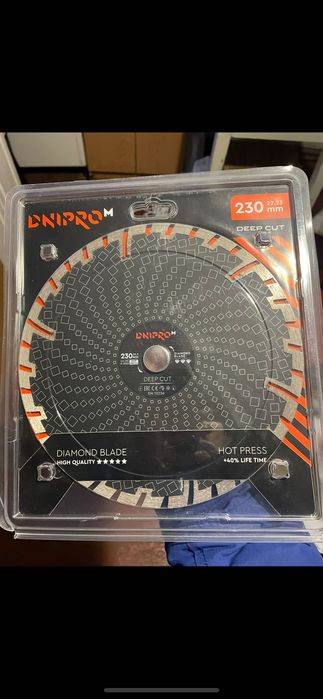 DNIPRO M
230 22,23
mm
DEEP CUT
DNIPRO M
230
DEEP CUT
DIAMOND BLADE
HIGH QUALITY ★★★★★
HOT PRESS
+40% LIFE TIME